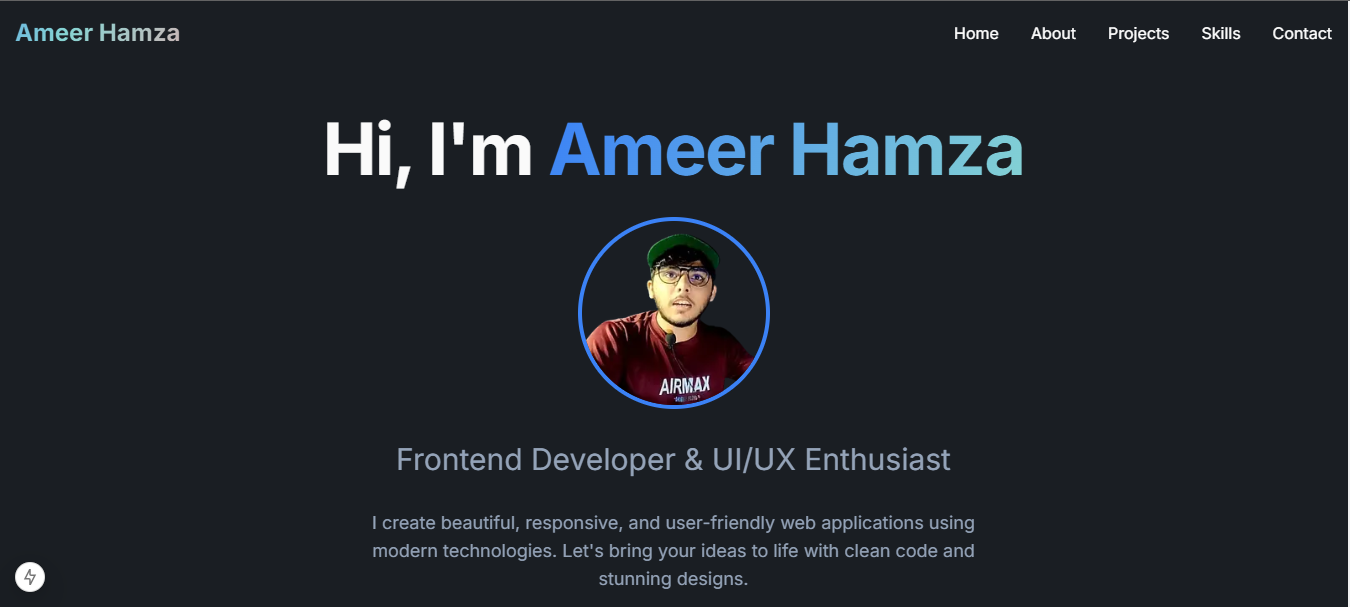 Ameer Hamza
Home About Projects Skills Contact
Hi, I'm Ameer Hamza
AIRMAX
Frontend Developer & UI/UX Enthusiast
I create beautiful, responsive, and user-friendly web applications using
modern technologies. Let's bring your ideas to life with clean code and
stunning designs.